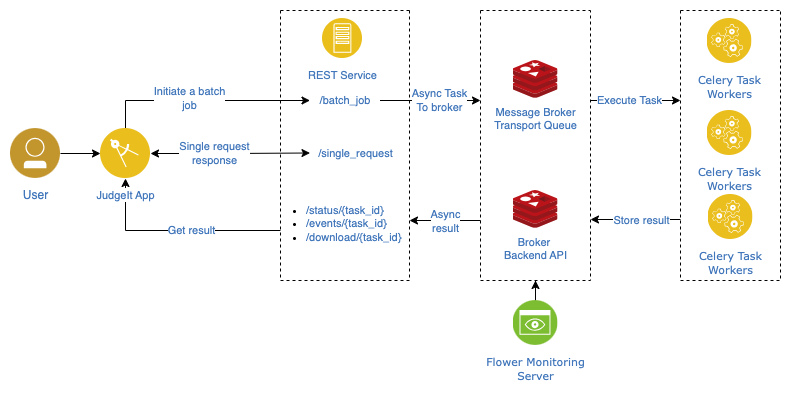 User
JudgeIt App
Initiate a batch
job
Single request
response
Get result
REST Service
/batch_job
/single_request
• /status/{task_id}
• /events/{task_id}
• /download/{task_id}
Async Task
To broker
Async
result
Message Broker
Transport Queue
Broker
Backend API
Flower Monitoring
Server
Execute Task
Store result
Celery Task
Workers
Celery Task
Workers
Celery Task
Workers